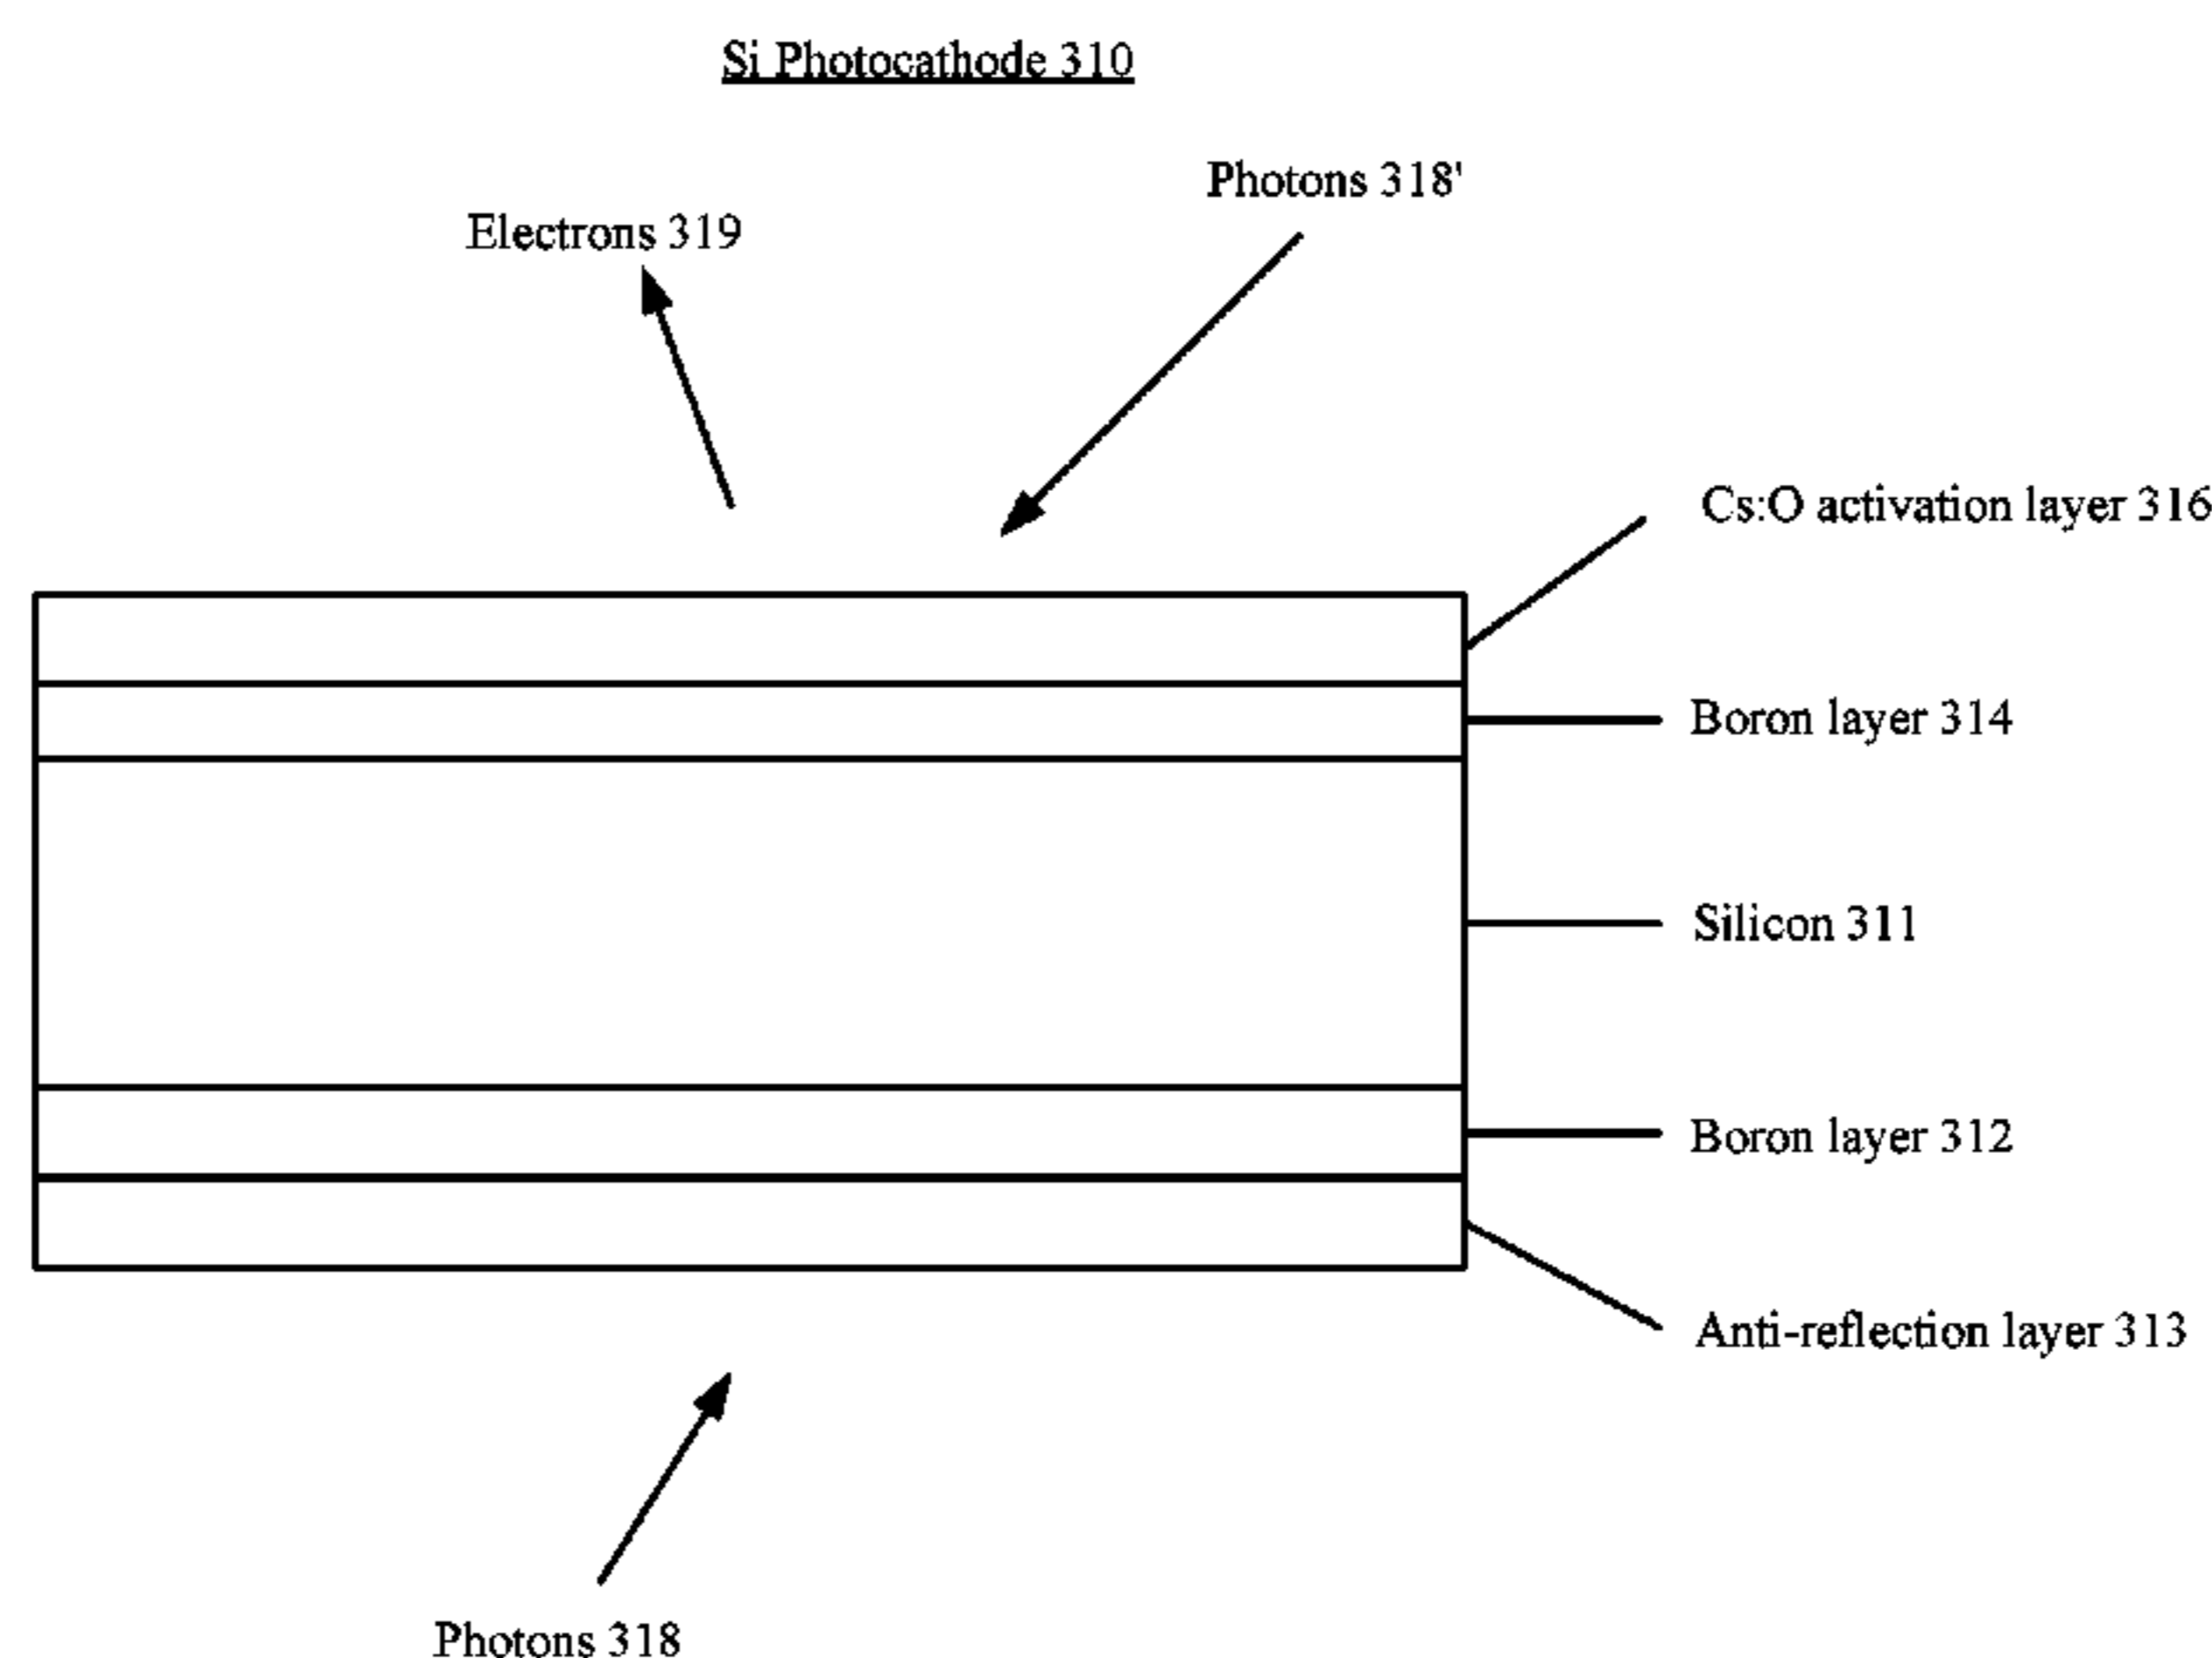 Si Photocathode 310
Photons 318'
Electrons 319
Cs:O activation layer 316
Boron layer 314
Silicon 311
Boron layer 312
Anti-reflection layer 313
Photons 318